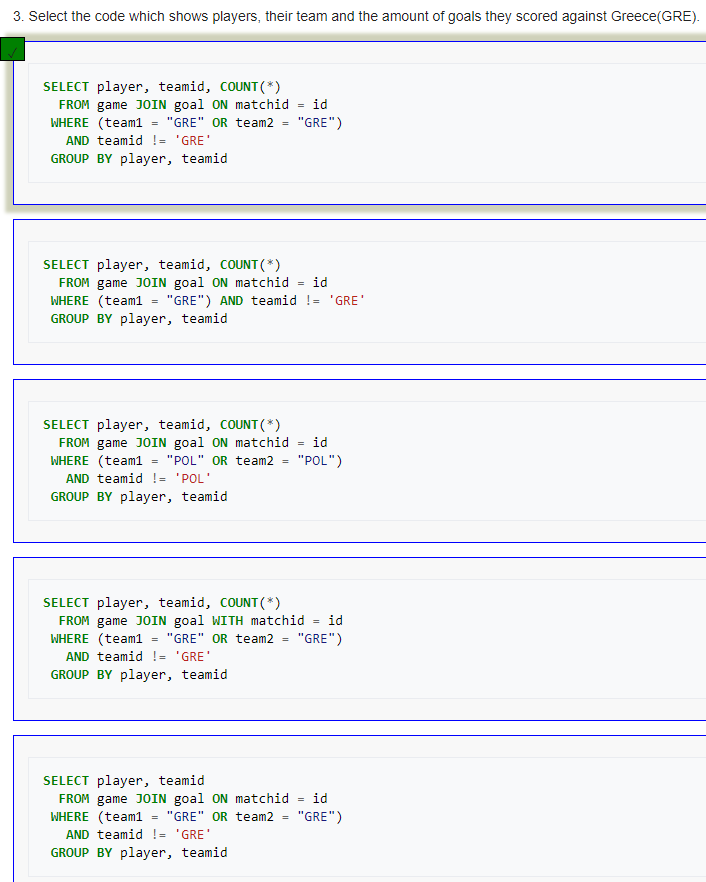 3. Select the code which shows players, their team and the amount of goals they scored against Greece(GRE).
SELECT player, teamid, COUNT(*)
FROM game JOIN goal ON matchid = id
WHERE (team1 = "GRE" OR team2 = "GRE")
AND teamid != 'GRE'
GROUP BY player, teamid
SELECT player, teamid, COUNT(*)
FROM game JOIN goal ON matchid = id
WHERE (team1 = "GRE") AND teamid != 'GRE'
GROUP BY player, teamid
SELECT player, teamid, COUNT(*)
FROM game JOIN goal ON matchid = id
WHERE (team1 = "POL" OR team2 = "POL")
AND teamid != 'POL'
GROUP BY player, teamid
SELECT player, teamid, COUNT(*)
FROM game JOIN goal WITH matchid = id
WHERE (team1 = "GRE" OR team2 = "GRE")
AND teamid != 'GRE'
GROUP BY player, teamid
SELECT player, teamid
FROM game JOIN goal ON matchid = id
WHERE (team1 = "GRE" OR team2 = "GRE")
AND teamid != 'GRE'
GROUP BY player, teamid